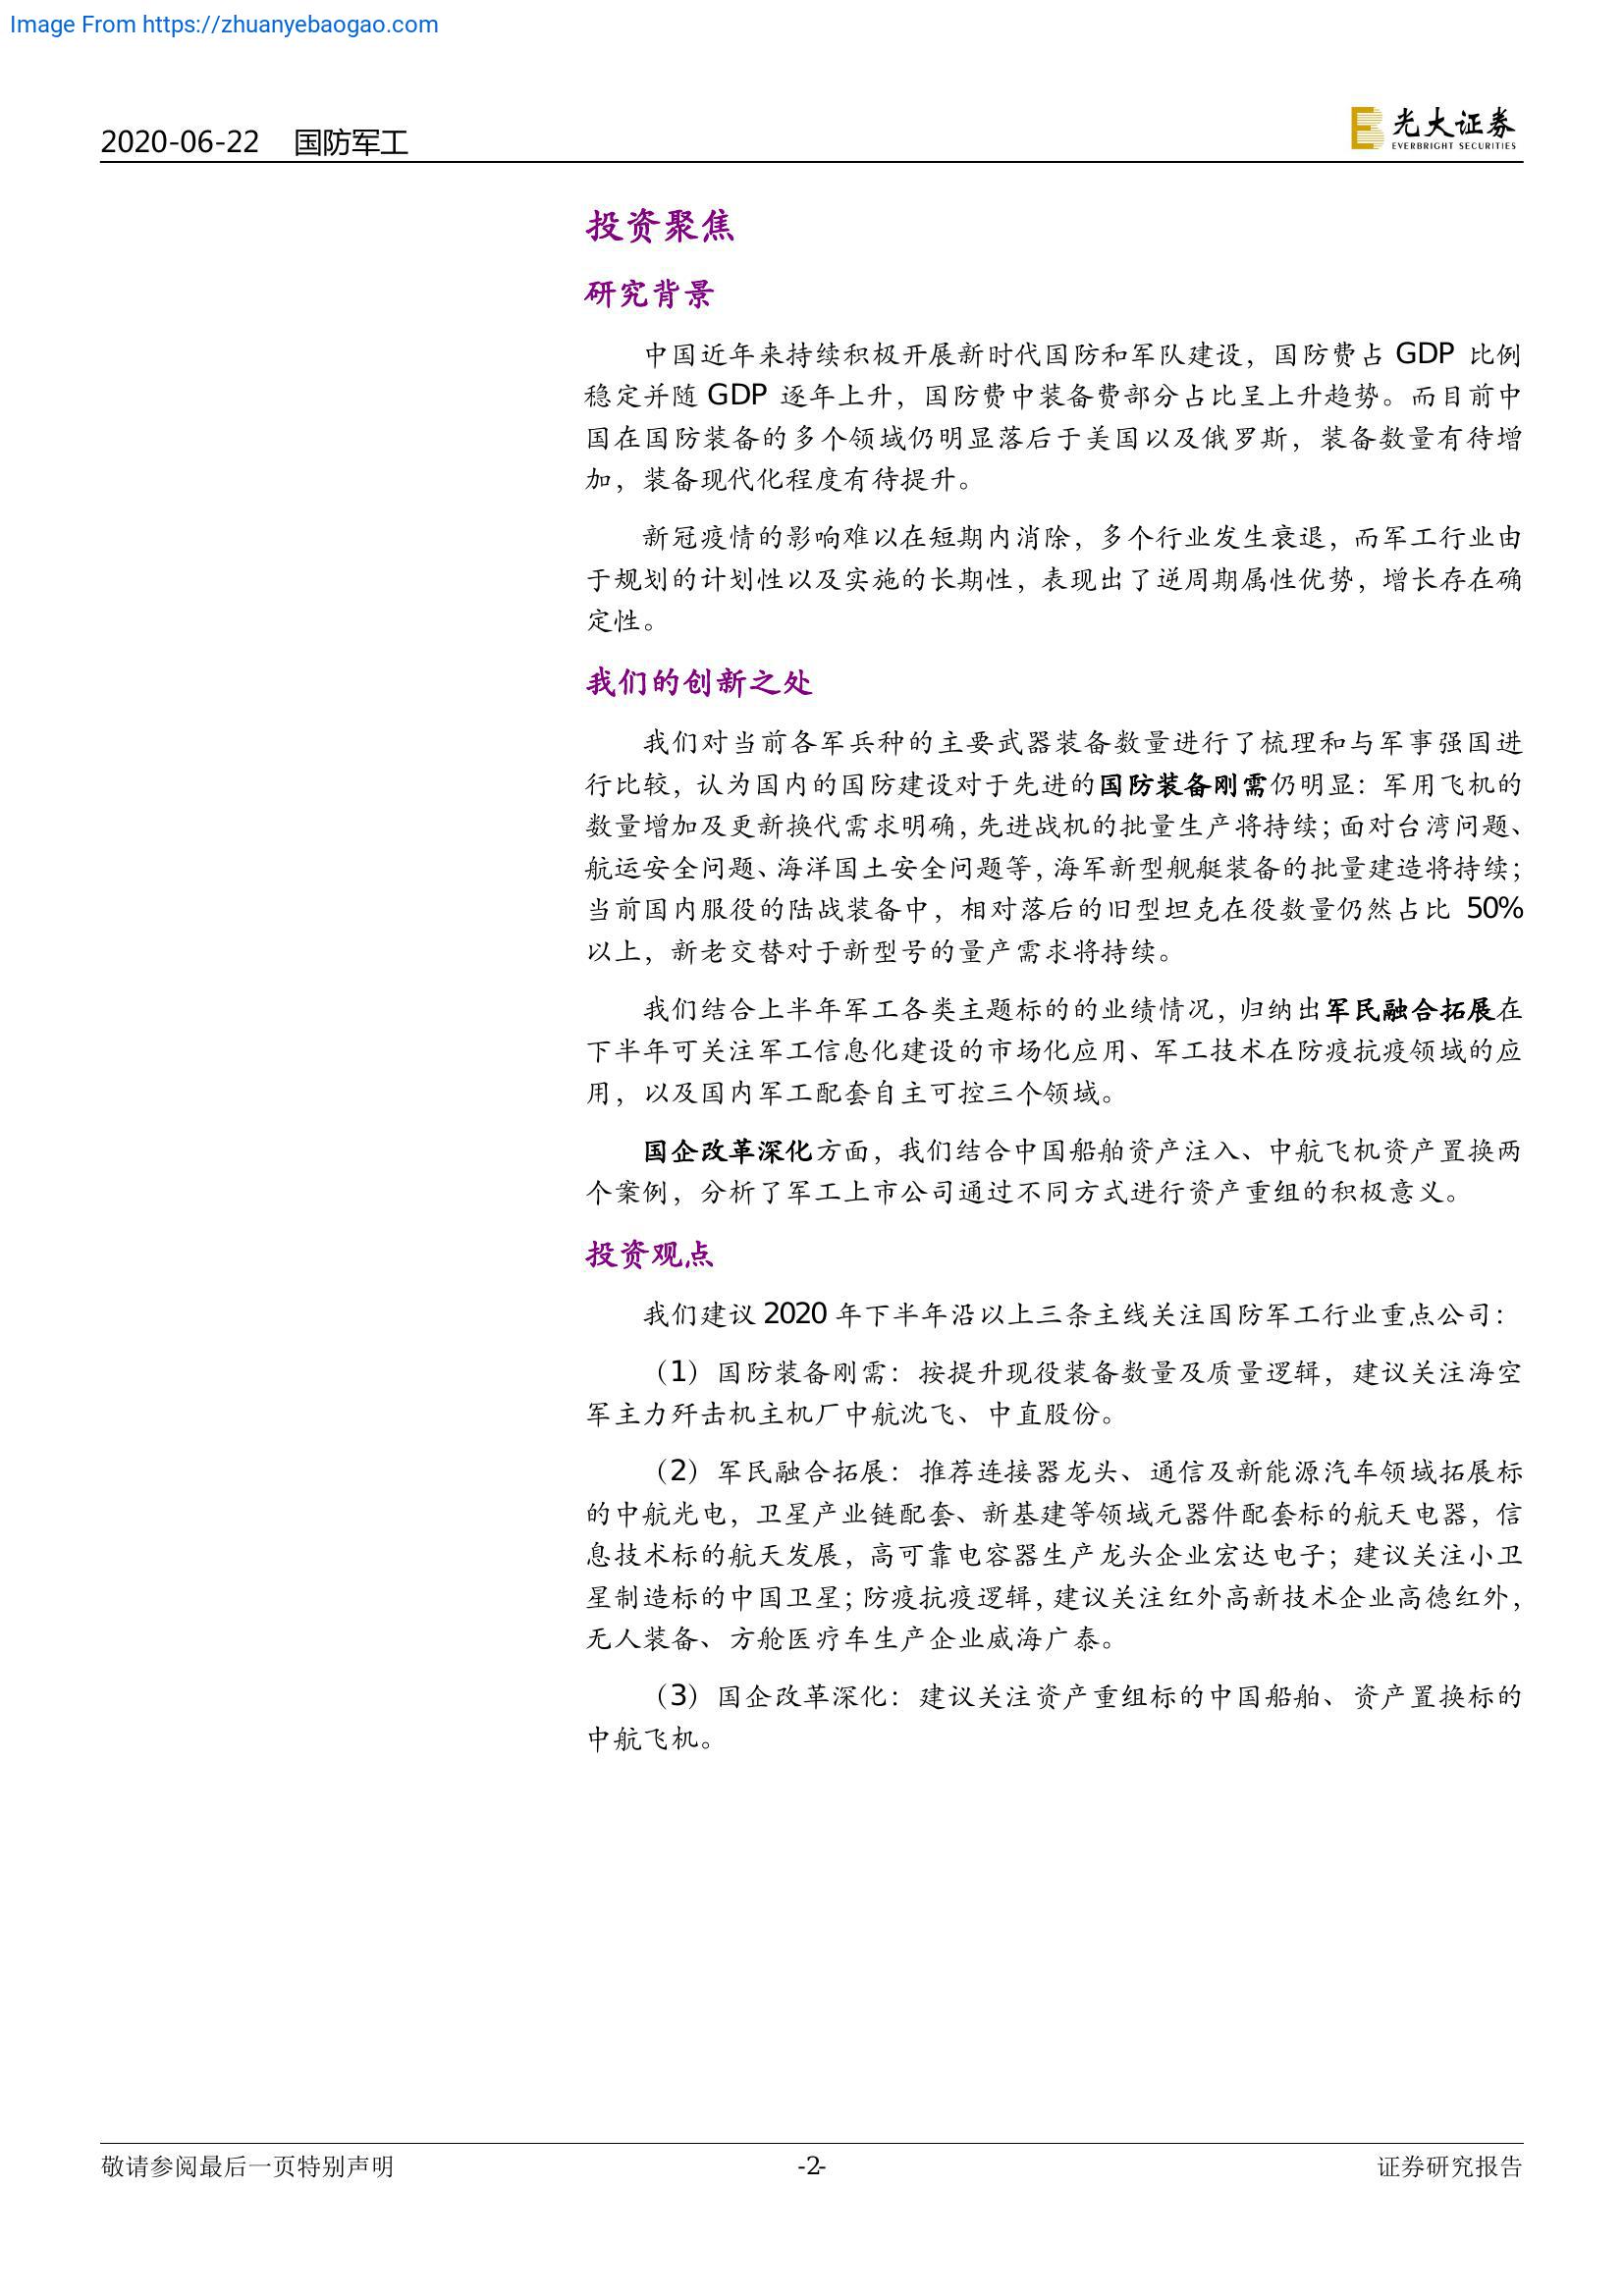 Image From https://zhuanyebaogao.com
2020-06-22 国防军工
光大证券
EVERBRIGHT SECURITIES
投资聚焦
研究背景
中国近年来持续积极开展新时代国防和军队建设，国防费占 GDP 比例
稳定并随 GDP 逐年上升，国防费中装备费部分占比呈上升趋势。而目前中
国在国防装备的多个领域仍明显落后于美国以及俄罗斯，装备数量有待增
加，装备现代化程度有待提升。
新冠疫情的影响难以在短期内消除，多个行业发生衰退，而军工行业由
于规划的计划性以及实施的长期性，表现出了逆周期属性优势，增长存在确
定性。
我们的创新之处
我们对当前各军兵种的主要武器装备数量进行了梳理和与军事强国进
行比较，认为国内的国防建设对于先进的国防装备刚需仍明显：军用飞机的
数量增加及更新换代需求明确，先进战机的批量生产将持续；面对台湾问题、
航运安全问题、海洋国土安全问题等，海军新型舰艇装备的批量建造将持续；
当前国内服役的陆战装备中，相对落后的旧型坦克在役数量仍然占比 50%
以上，新老交替对于新型号的量产需求将持续。
我们结合上半年军工各类主题标的的业绩情况，归纳出军民融合拓展在
下半年可关注军工信息化建设的市场化应用、军工技术在防疫抗疫领域的应
用，以及国内军工配套自主可控三个领域。
国企改革深化方面，我们结合中国船舶资产注入、中航飞机资产置换两
个案例，分析了军工上市公司通过不同方式进行资产重组的积极意义。
投资观点
我们建议 2020 年下半年沿以上三条主线关注国防军工行业重点公司：
（1）国防装备刚需：按提升现役装备数量及质量逻辑，建议关注海空
军主力歼击机主机厂中航沈飞、中直股份。
（2）军民融合拓展：推荐连接器龙头、通信及新能源汽车领域拓展标
的中航光电，卫星产业链配套、新基建等领域元器件配套标的航天电器，信
息技术标的航天发展，高可靠电容器生产龙头企业宏达电子；建议关注小卫
星制造标的中国卫星；防疫抗疫逻辑，建议关注红外高新技术企业高德红外，
无人装备、方舱医疗车生产企业威海广泰。
（3）国企改革深化：建议关注资产重组标的中国船舶、资产置换标的
中航飞机。
敬请参阅最后一页特别声明
-2-
证券研究报告